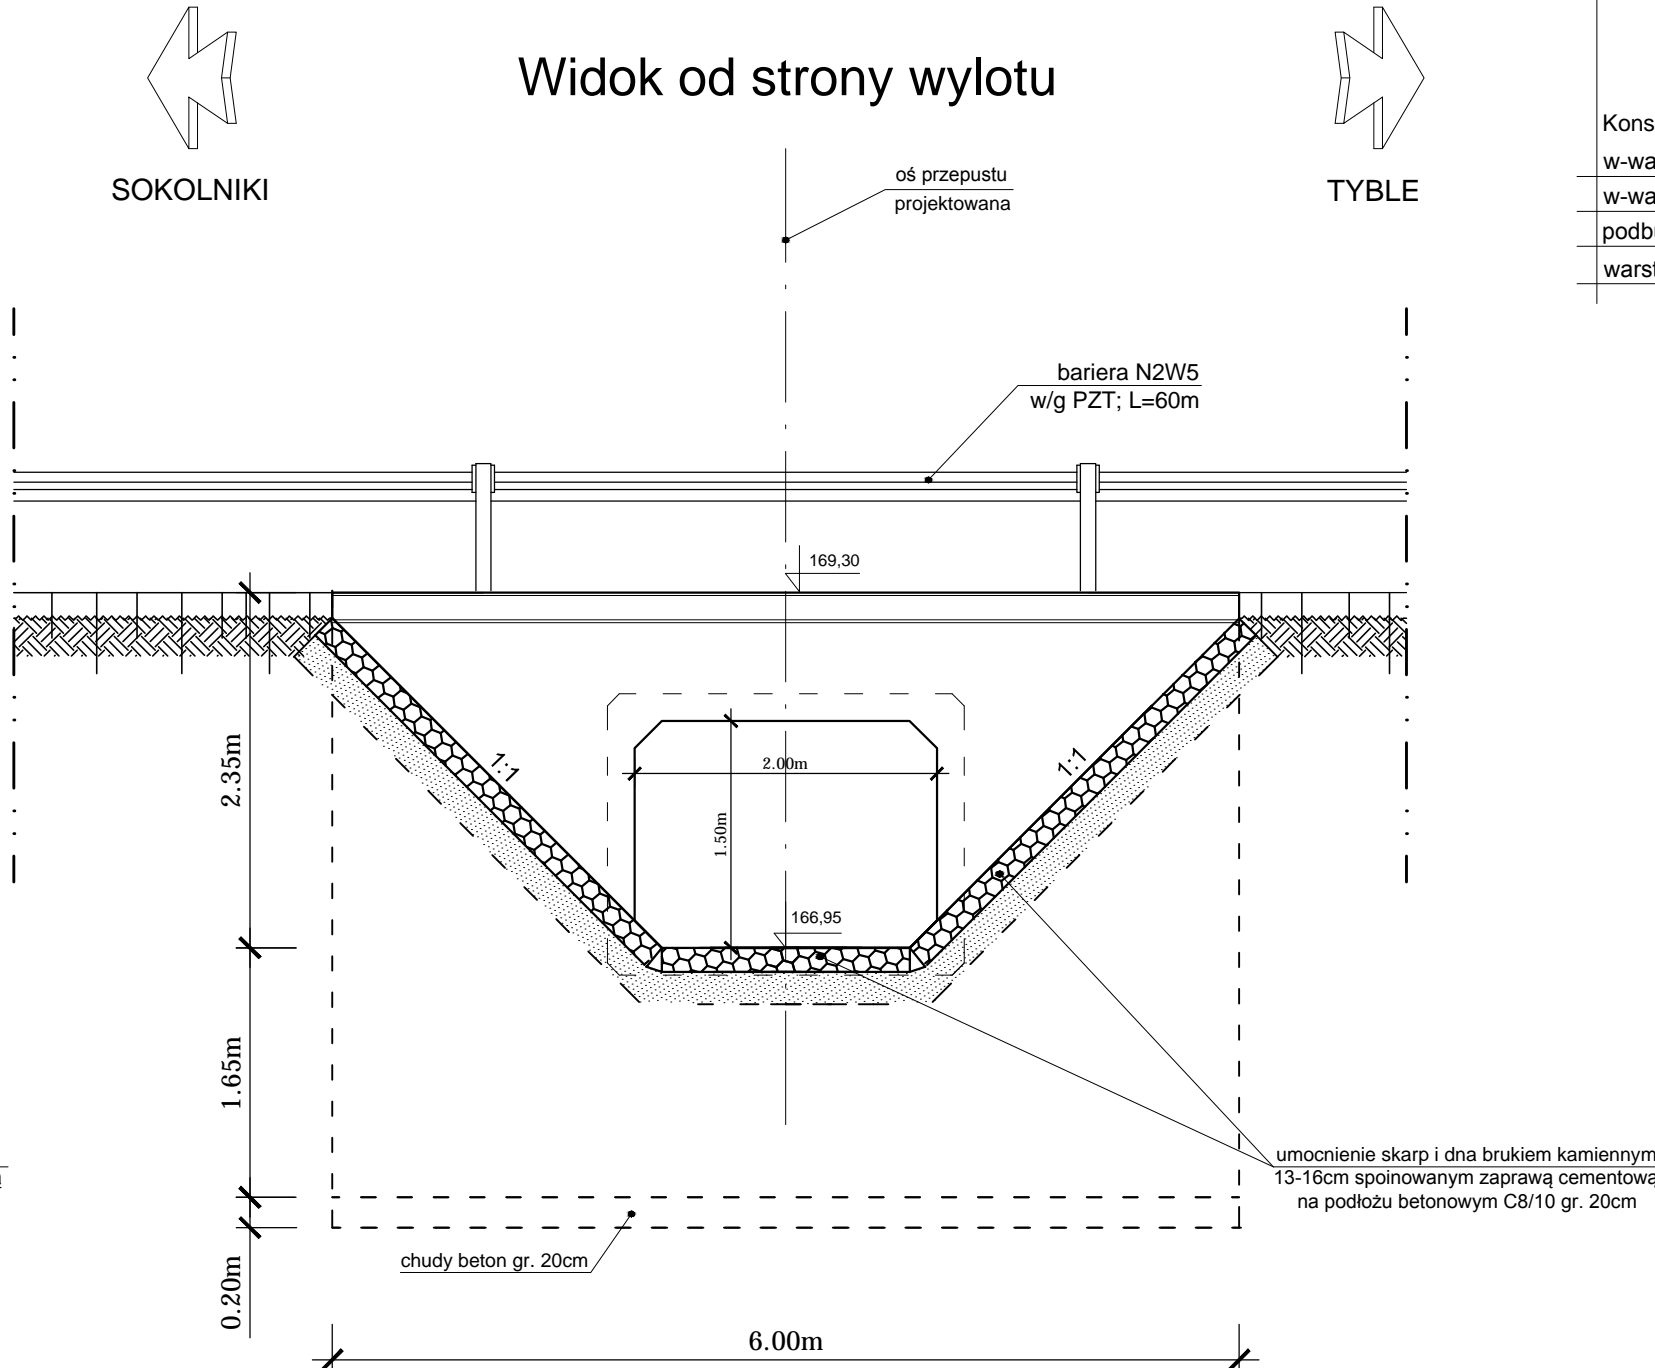 Widok od strony wylotu
SOKOLNIKI
TYBLE
oś przepustu
projektowana
Kons
w-wa
w-wa
podbu
warst
bariera N2W5
w/g PZT; L=60m
169,30
2.35m
1:1
1:1
2.00m
1.50m
166,95
1.65m
umocnienie skarp i dna brukiem kamiennym
13-16cm spoinowanym zaprawą cementową
na podłożu betonowym C8/10 gr. 20cm
chudy beton gr. 20cm
0.20m
6.00m